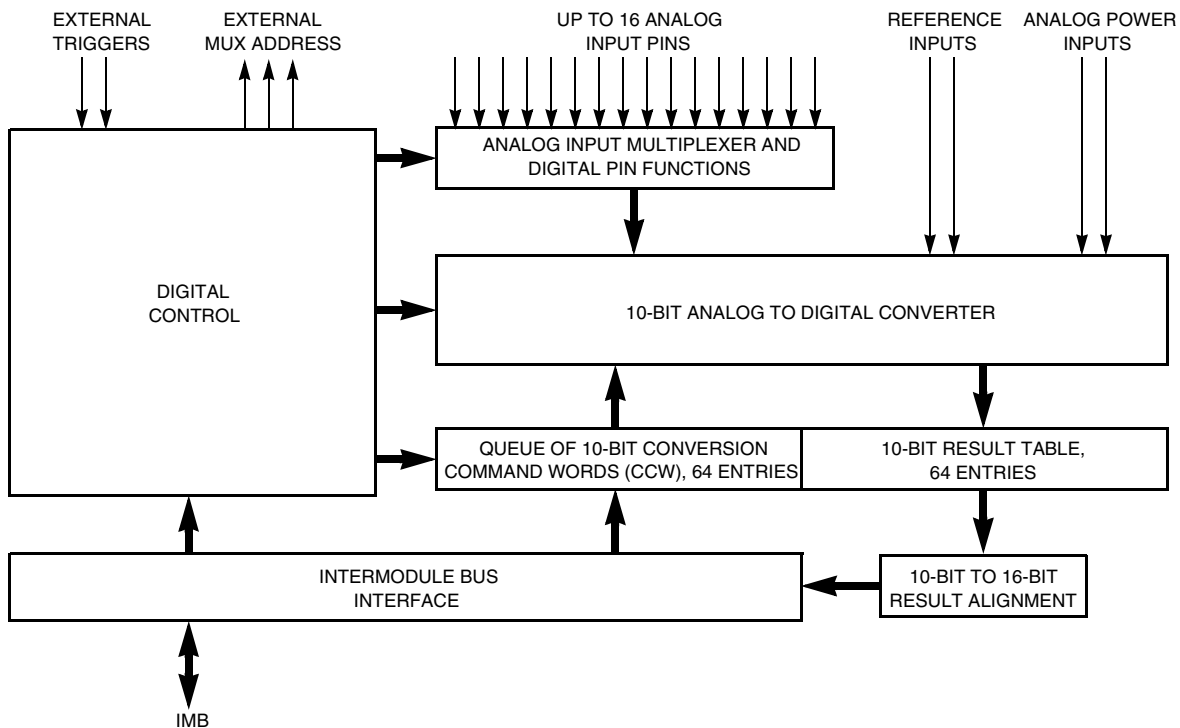 EXTERNAL
TRIGGERS
EXTERNAL
MUX ADDRESS
UP TO 16 ANALOG
INPUT PINS
REFERENCE
INPUTS
ANALOG POWER
INPUTS
ANALOG INPUT MULTIPLEXER AND
DIGITAL PIN FUNCTIONS
DIGITAL
CONTROL
10-BIT ANALOG TO DIGITAL CONVERTER
QUEUE OF 10-BIT CONVERSION
COMMAND WORDS (CCW), 64 ENTRIES
10-BIT RESULT TABLE,
64 ENTRIES
INTERMODULE BUS
INTERFACE
10-BIT TO 16-BIT
RESULT ALIGNMENT
IMB